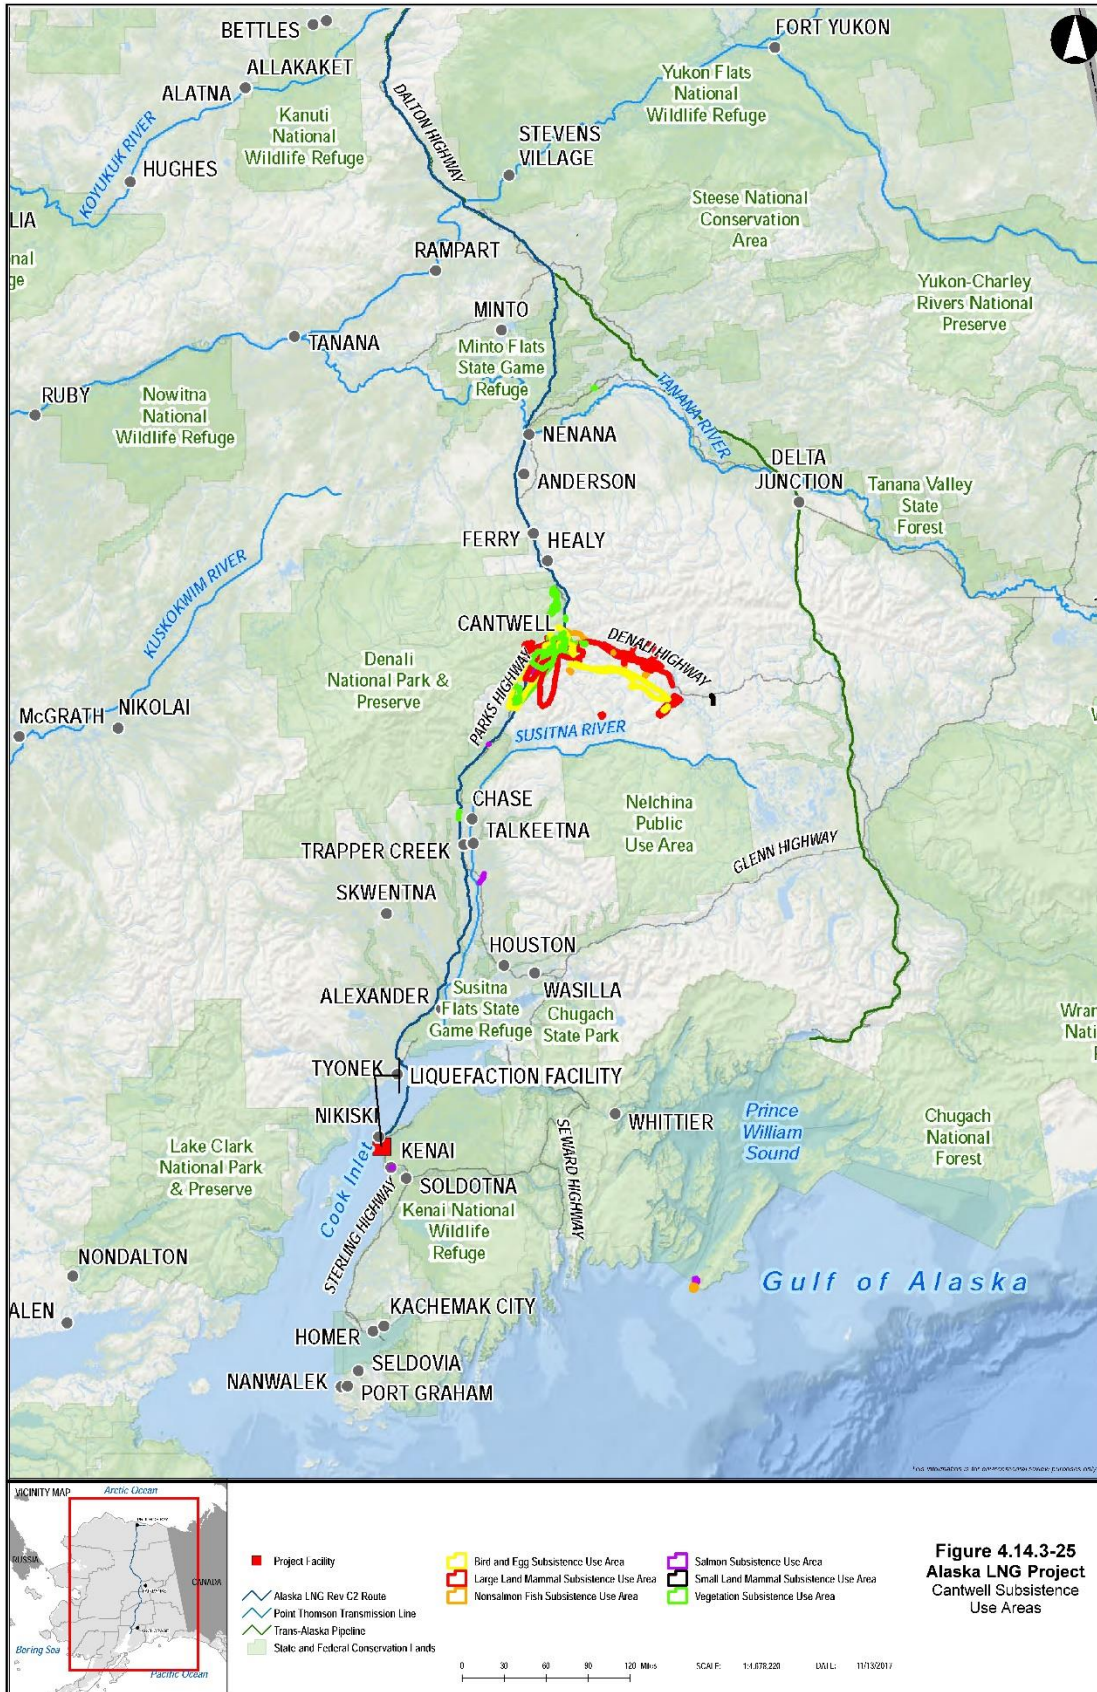 BETTLES
FORT YUKON
ALLAKAKET
ALATNA
Kanuti
National
Wildlife Refuge
DALTON HIGHWAY
Yukon Flats
National
Wildlife Refuge
STEVENS
VILLAGE
KOYUKUK RIVER
HUGHES
Steese National
Conservation
Area
LIA
nal
ge
RAMPART
Yukon-Charley
Rivers National
Preserve
MINTO
TANANA
Minto Flats
State Game
Refuge
RUBY
Nowitna
National
Wildlife Refuge
TANANA RIVER
NENANA
DELTA
JUNCTION
ANDERSON
Tanana Valley
State
Forest
FERRY
HEALY
KUSKOKWIM RIVER
CANTWELL
DENALI HIGHWAY
Denali
National Park &
Preserve
PARKS HIGHWAY
NIKOLAI
McGRATH
SUSITNA RIVER
CHASE
Nelchina
Public
Use Area
TALKEETNA
TRAPPER CREEK
GLENN HIGHWAY
SKWENTNA
HOUSTON
WASILLA
ALEXANDER
Susitna
Flats State
Game Refuge
Chugach
State Park
Wran
Natio
P
TYONEK
LIQUEFACTION FACILITY
NIKISKI
WHITTIER
Prince
William
Sound
Chugach
National
Forest
Lake Clark
National Park
& Preserve
Cook Inlet
KENAI
SOLDOTNA
SEWARD HIGHWAY
STERLING HIGHWAY
Kenai National
Wildlife
Refuge
NONDALTON
Gulf of Alaska
ALEN
KACHEMAK CITY
HOMER
SELDOVIA
NANWALEK
PORT GRAHAM
VICINITY MAP
Arctic Ocean
RUSSIA
CANADA
Bering Sea
Pacific Ocean
Project Facility
Alaska LNG Rev C2 Route
Point Thomson Transmission Line
Trans-Alaska Pipeline
State and Federal Conservation Lands
Bird and Egg Subsistence Use Area
Large Land Mammal Subsistence Use Area
Nonsalmon Fish Subsistence Use Area
Salmon Subsistence Use Area
Small Land Mammal Subsistence Use Area
Vegetation Subsistence Use Area
0 30 60 90 120 Miles
SCALE: 1:4,678,220
DATE: 11/13/2017
Figure 4.14.3-25
Alaska LNG Project
Cantwell Subsistence
Use Areas